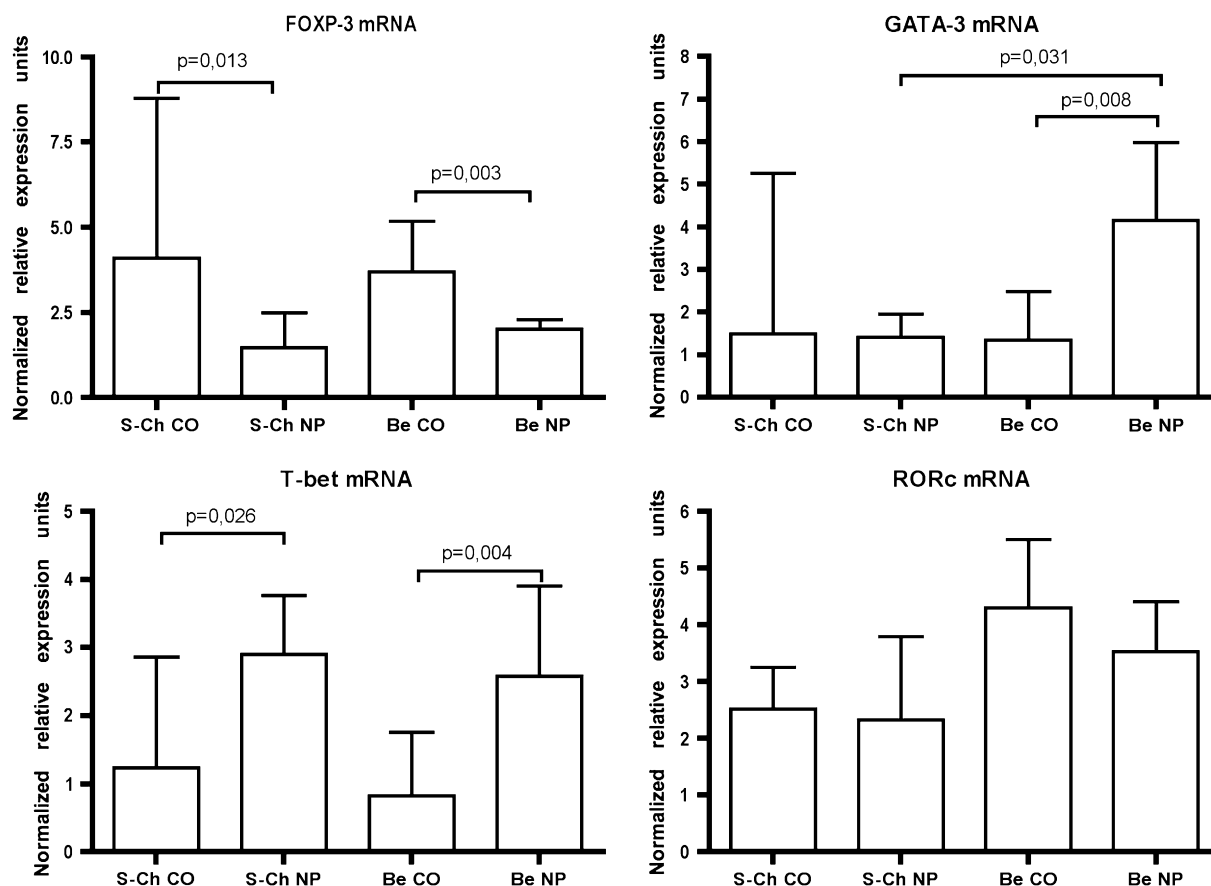 FOXP-3 mRNA
Normalized relative expression units
10.0
7.5
5.0
2.5
0.0
p=0,013
p=0,003
S-Ch CO
S-Ch NP
Be CO
Be NP
GATA-3 mRNA
Normalized relative expression units
8
7
6
5
4
3
2
1
0
p=0,031
p=0,008
S-Ch CO
S-Ch NP
Be CO
Be NP
T-bet mRNA
Normalized relative expression units
5
4
3
2
1
0
p=0,026
p=0,004
S-Ch CO
S-Ch NP
Be CO
Be NP
RORc mRNA
Normalized relative expression units
6
5
4
3
2
1
0
S-Ch CO
S-Ch NP
Be CO
Be NP